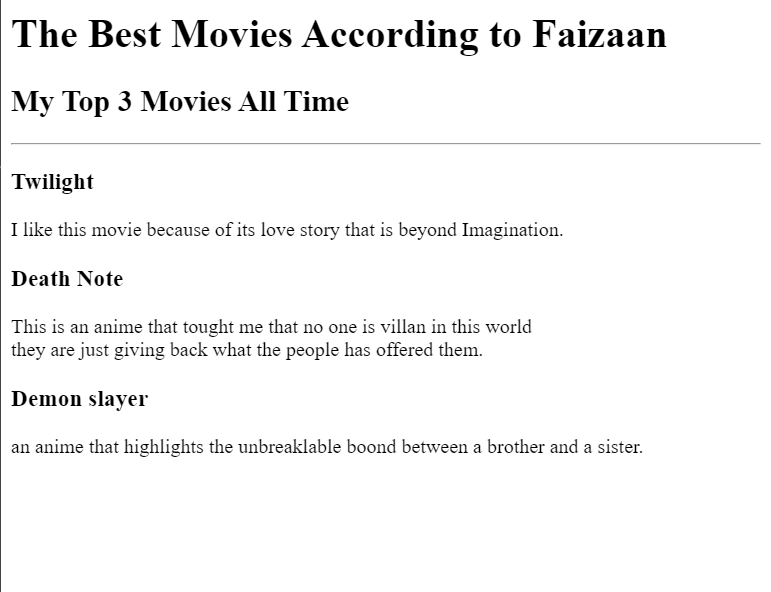 The Best Movies According to Faizaan
My Top 3 Movies All Time
Twilight
I like this movie because of its love story that is beyond Imagination.
Death Note
This is an anime that tought me that no one is villan in this world
they are just giving back what the people has offered them.
Demon slayer
an anime that highlights the unbreaklable boond between a brother and a sister.